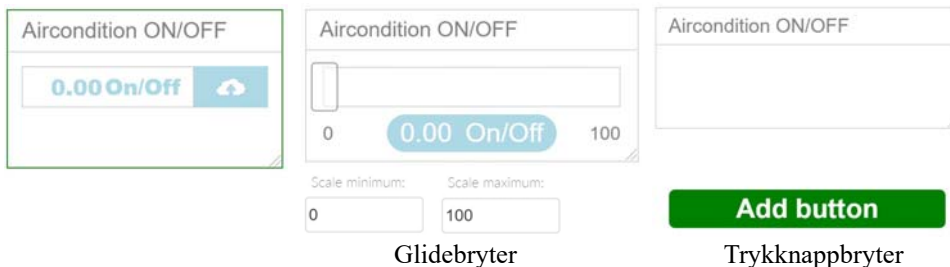 Aircondition ON/OFF
0.00 On/Off
Aircondition ON/OFF
0
0.00 On/Off
100
Scale minimum:
Scale maximum:
0
100
Glidebryter
Aircondition ON/OFF
Add button
Trykknappbryter